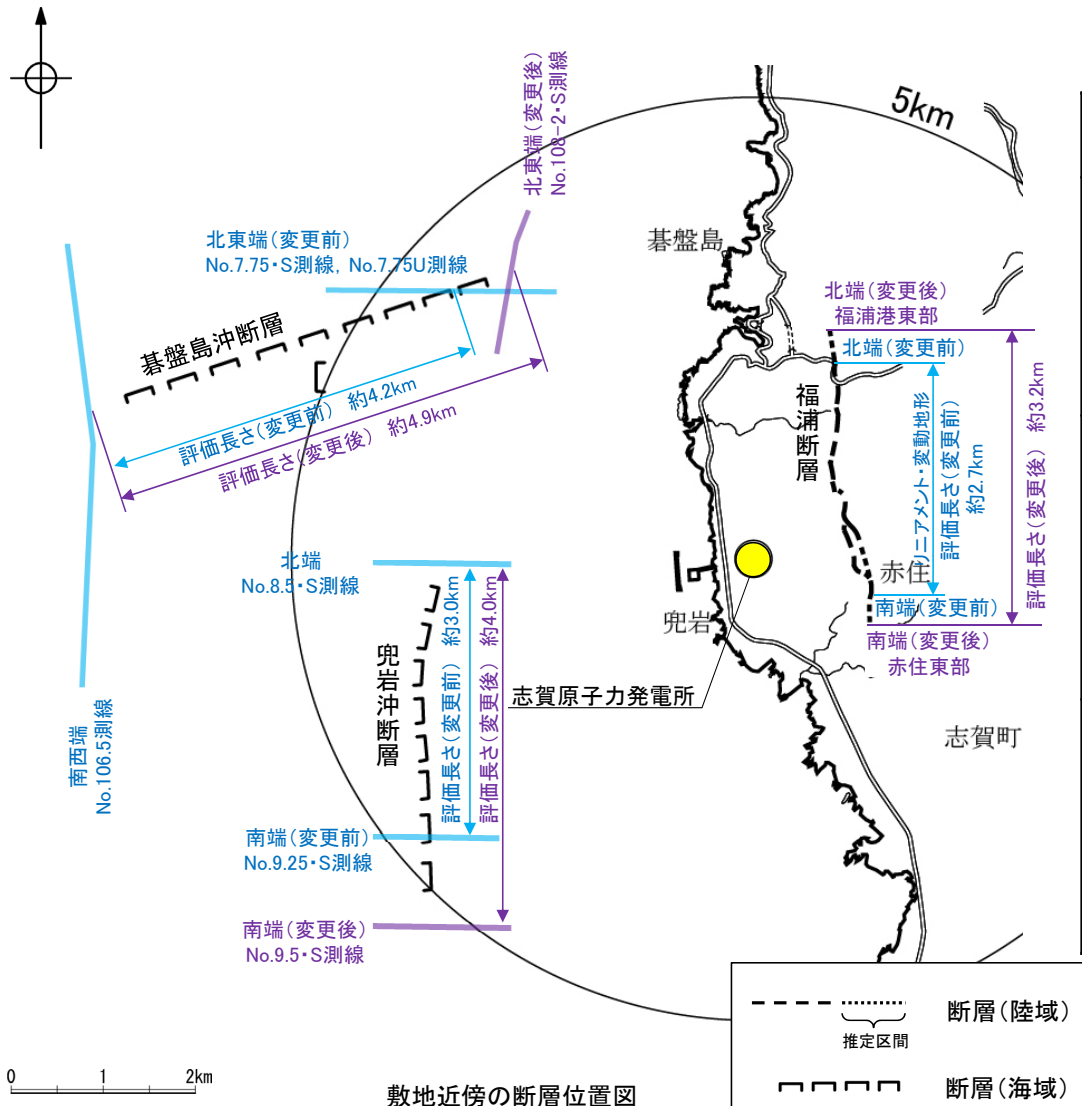 5km
北東端(変更後)
No.108-2・S測線
北東端(変更前)
No.7.75・S測線, No.7.75U測線
碁盤島
碁盤島沖断層
評価長さ(変更前) 約4.2km
評価長さ(変更後) 約4.9km
北端(変更後)
福浦港東部
北端(変更前)
福浦断層
リニアメント・変動地形
評価長さ(変更前)
約2.7km
評価長さ(変更後) 約3.2km
赤住
南端(変更前)
南端(変更後)
赤住東部
北端
No.8.5・S測線
兜岩
兜岩沖断層
評価長さ(変更前) 約3.0km
評価長さ(変更後) 約4.0km
志賀原子力発電所
志賀町
南西端
No.106.5測線
南端(変更前)
No.9.25・S測線
南端(変更後)
No.9.5・S測線
断層(陸域)
推定区間
断層(海域)
0 1 2km
敷地近傍の断層位置図